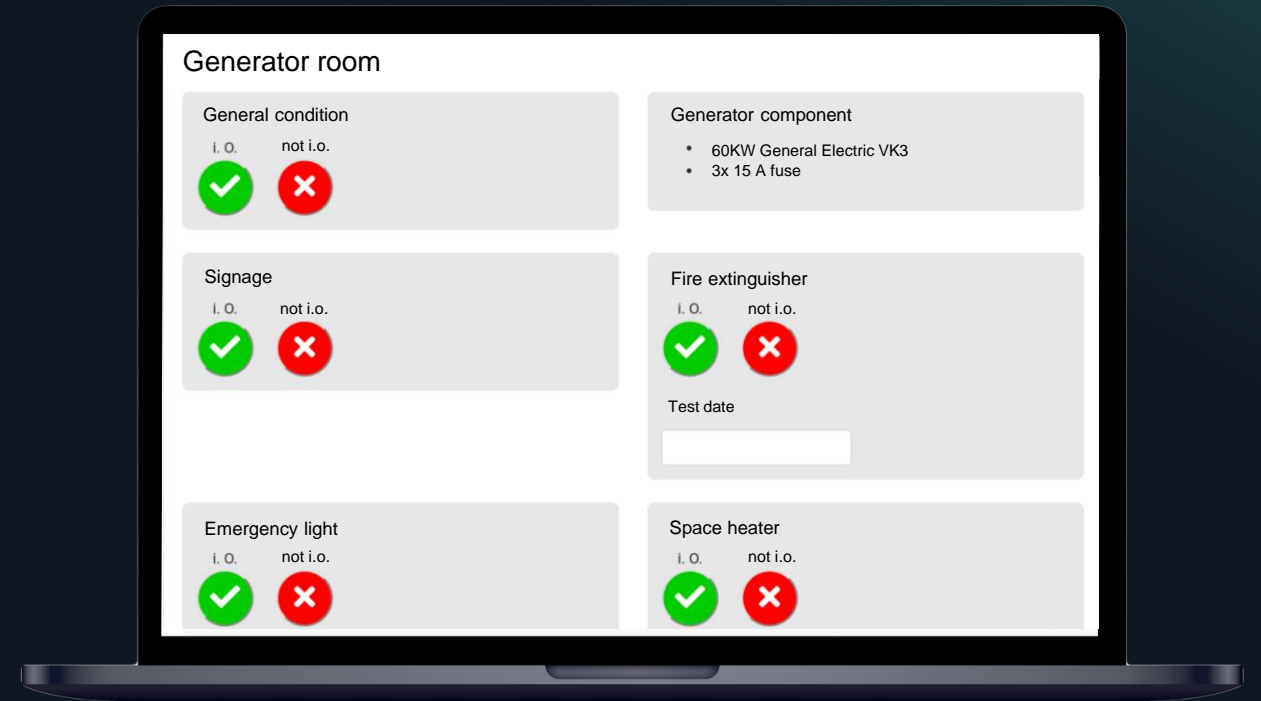 Generator room
General condition
i. O. not i.o.
Generator component
• 60KW General Electric VK3
• 3x 15 A fuse
Signage
i. O. not i.o.
Fire extinguisher
i. O. not i.o.
Test date
Emergency light
i. O. not i.o.
Space heater
i. O. not i.o.